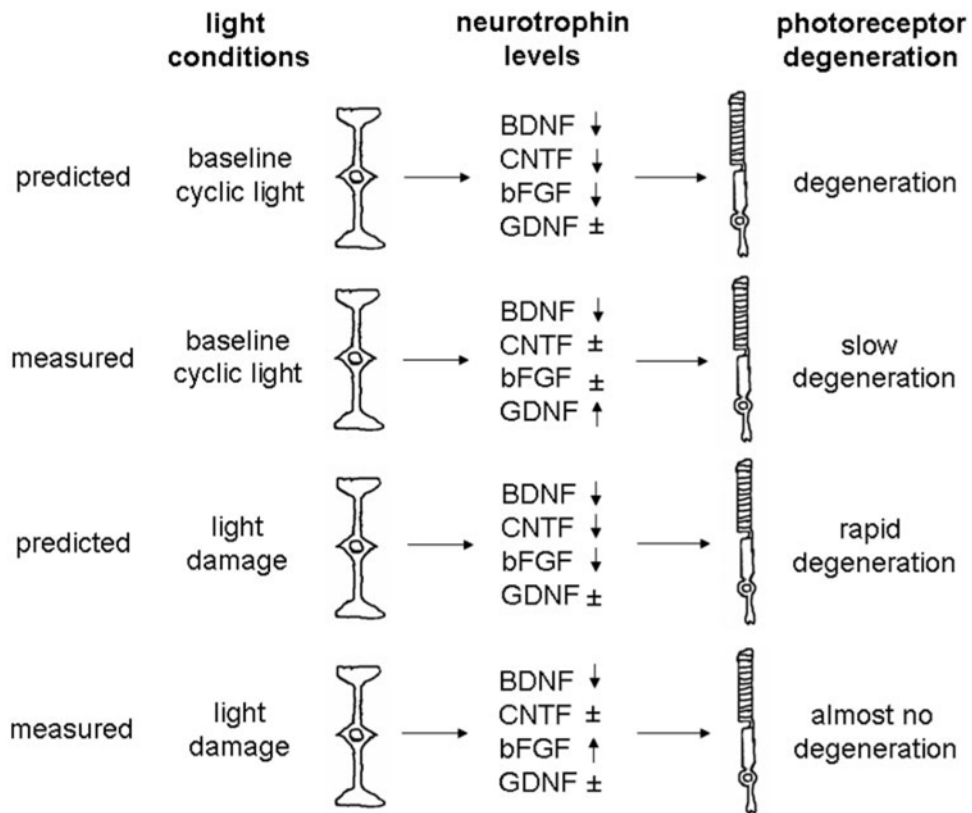 light conditions
neurotrophin levels
photoreceptor degeneration
predicted
baseline cyclic light
BDNF ↓
CNTF ↓
bFGF ↓
GDNF ±
degeneration
measured
baseline cyclic light
BDNF ↓
CNTF ±
bFGF ±
GDNF ↑
slow degeneration
predicted
light damage
BDNF ↓
CNTF ↓
bFGF ↓
GDNF ±
rapid degeneration
measured
light damage
BDNF ↓
CNTF ±
bFGF ↑
GDNF ±
almost no degeneration